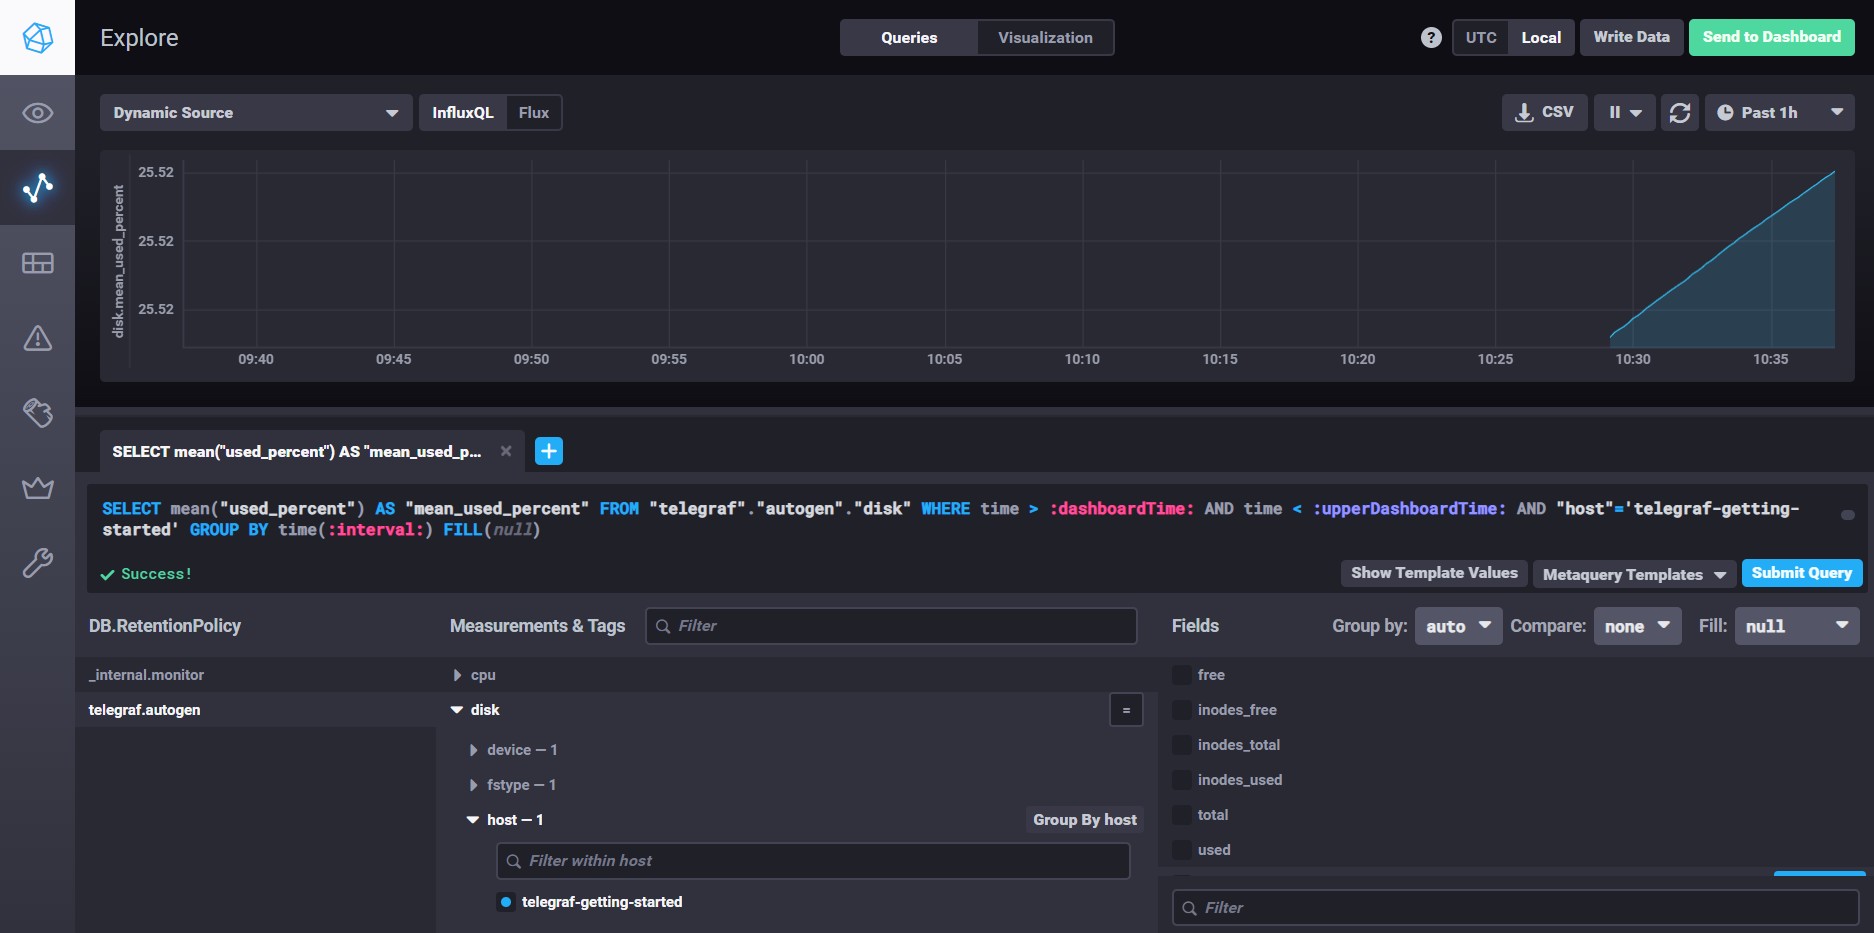 Explore
Queries
Visualization
?
UTC
Local
Write Data
Send to Dashboard
Dynamic Source
InfluxQL
Flux
CSV
Past 1h
disk.mean_used_percent
25.52
25.52
25.52
09:40
09:45
09:50
09:55
10:00
10:05
10:10
10:15
10:20
10:25
10:30
10:35
SELECT mean("used_percent") AS "mean_used_p...
SELECT mean("used_percent") AS "mean_used_percent" FROM "telegraf"."autogen"."disk" WHERE time > :dashboardTime: AND time < :upperDashboardTime: AND "host"='telegraf-getting-
started' GROUP BY time(:interval:) FILL(null)
Success!
Show Template Values
Metaquery Templates
Submit Query
DB.RetentionPolicy
_internal.monitor
telegraf.autogen
Measurements & Tags
Filter
cpu
disk
=
device — 1
fstype — 1
host — 1
Group By host
Filter within host
telegraf-getting-started
Fields
Group by: auto
Compare: none
Fill: null
free
inodes_free
inodes_total
inodes_used
total
used
Filter